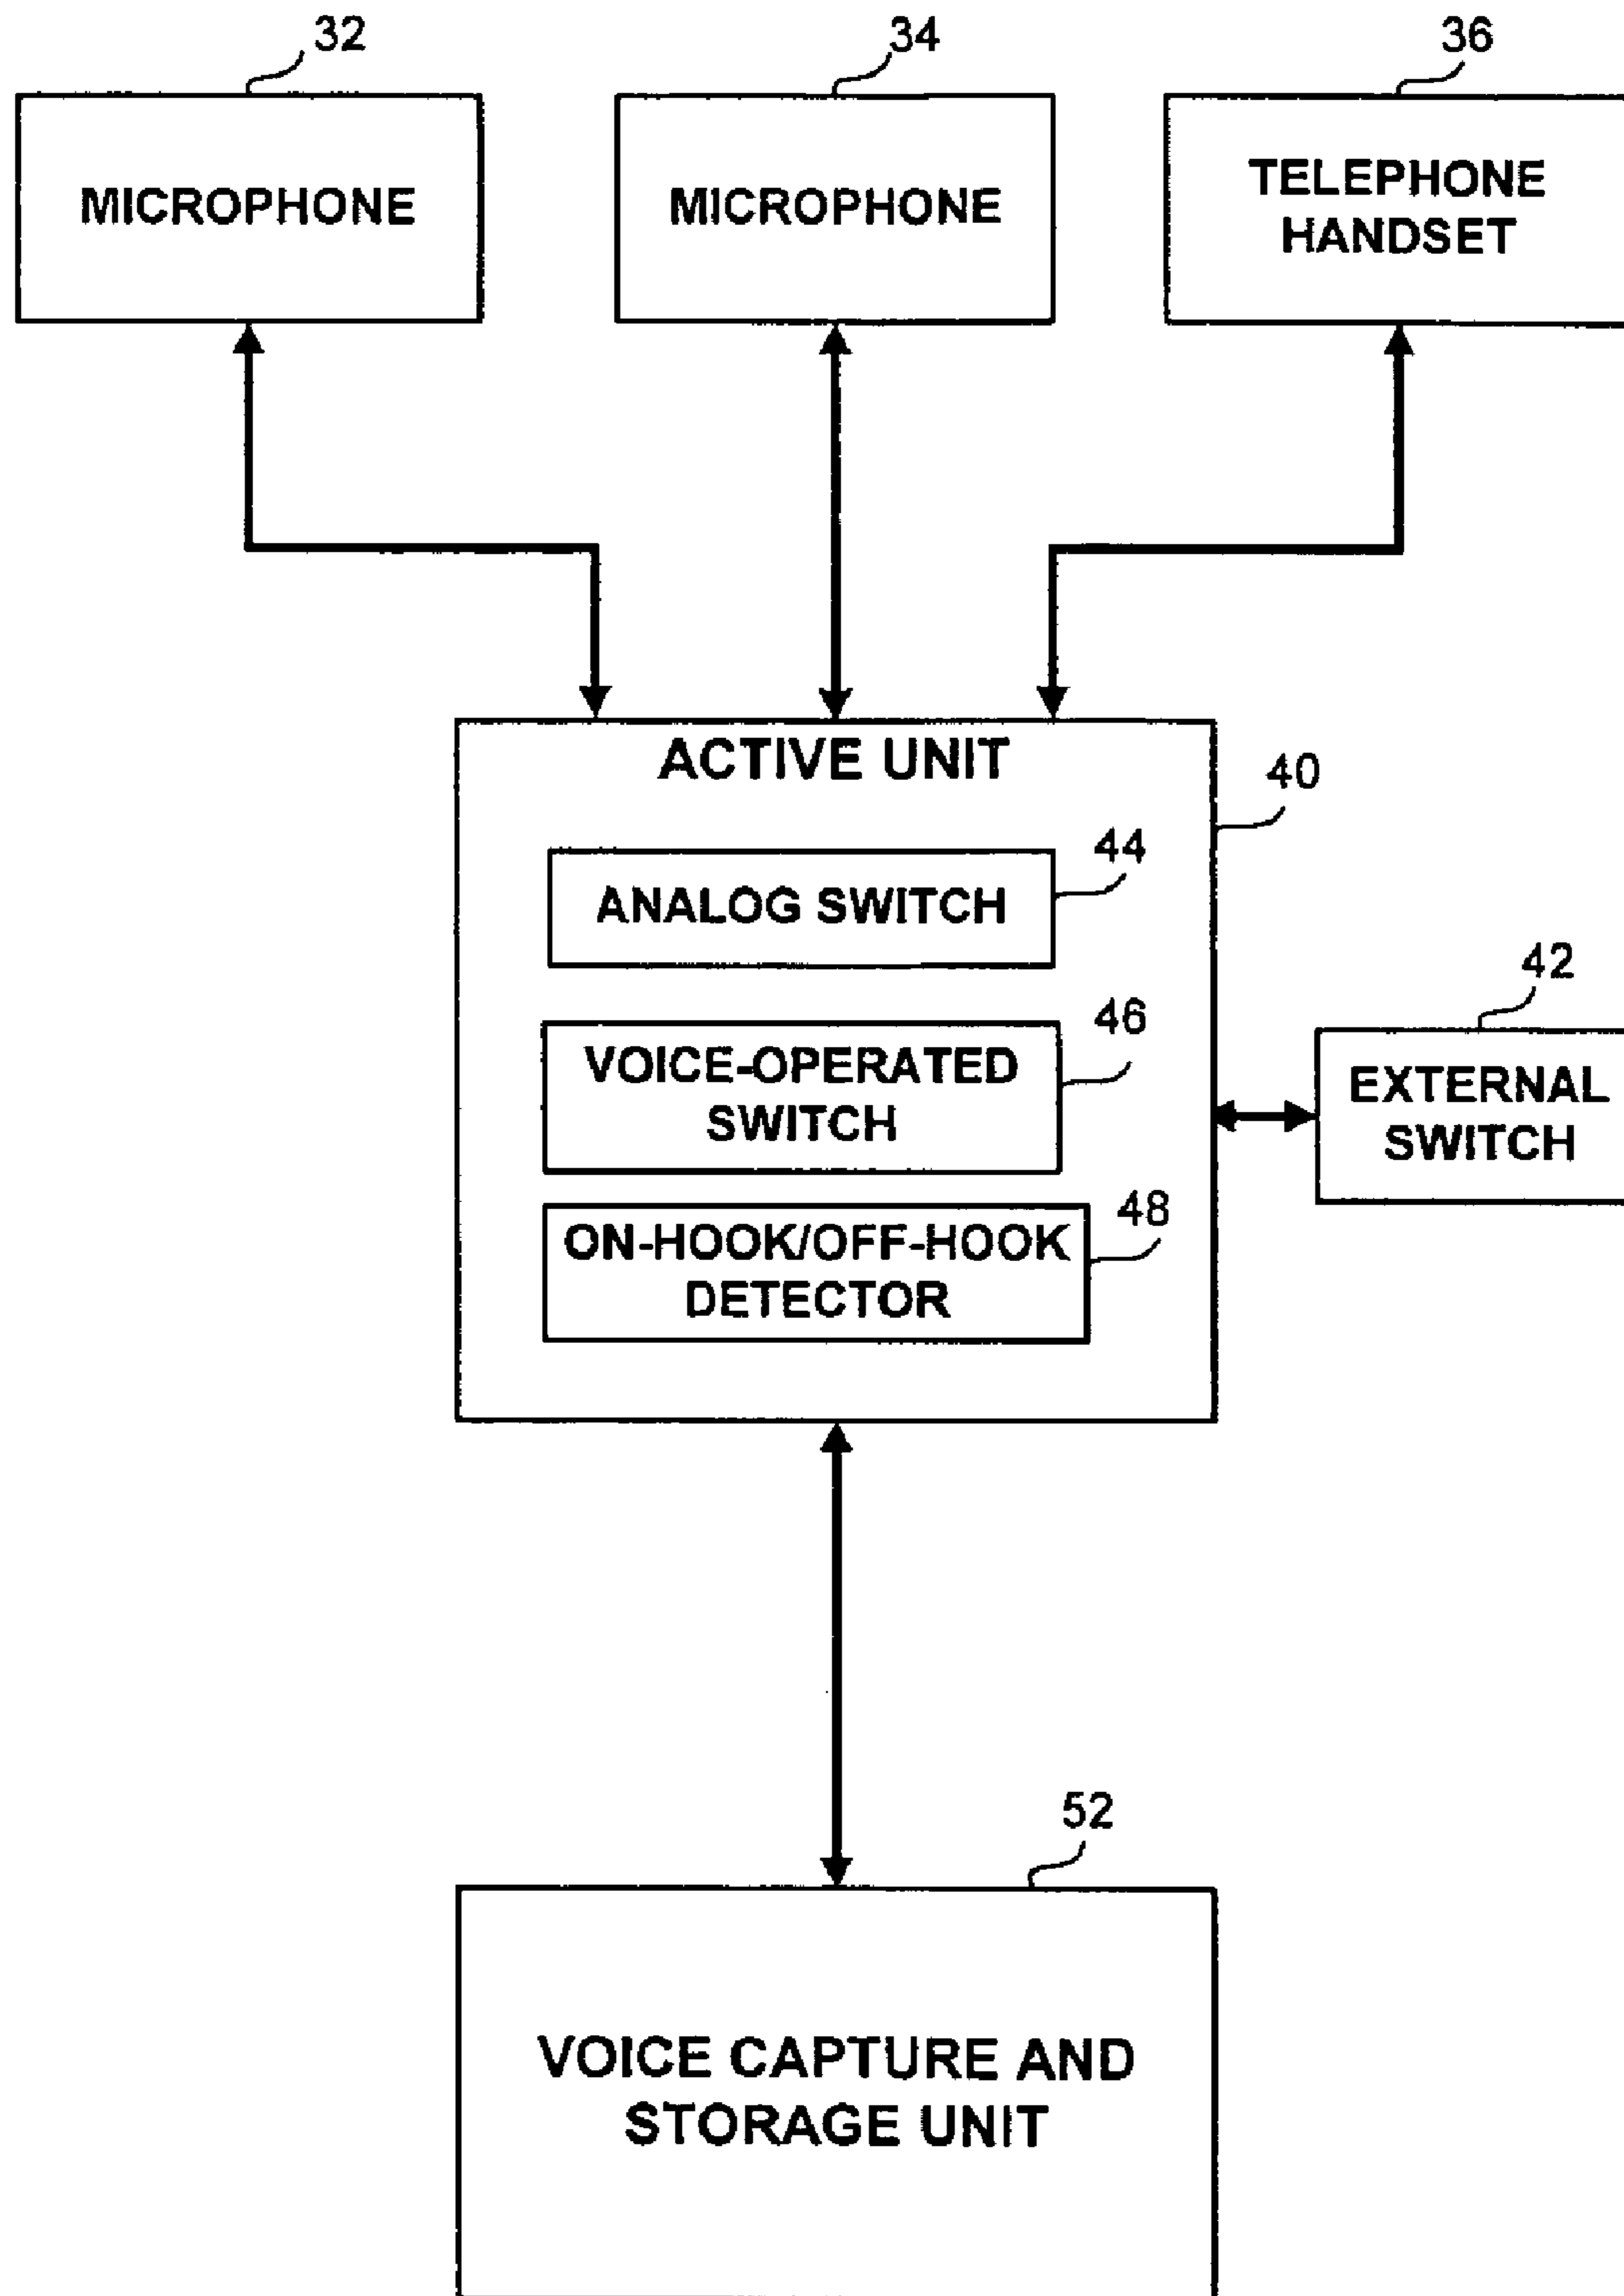 32
34
36
MICROPHONE
MICROPHONE
TELEPHONE
HANDSET
ACTIVE UNIT
40
44
ANALOG SWITCH
42
46
VOICE-OPERATED
SWITCH
EXTERNAL
SWITCH
48
ON-HOOK/OFF-HOOK
DETECTOR
52
VOICE CAPTURE AND
STORAGE UNIT